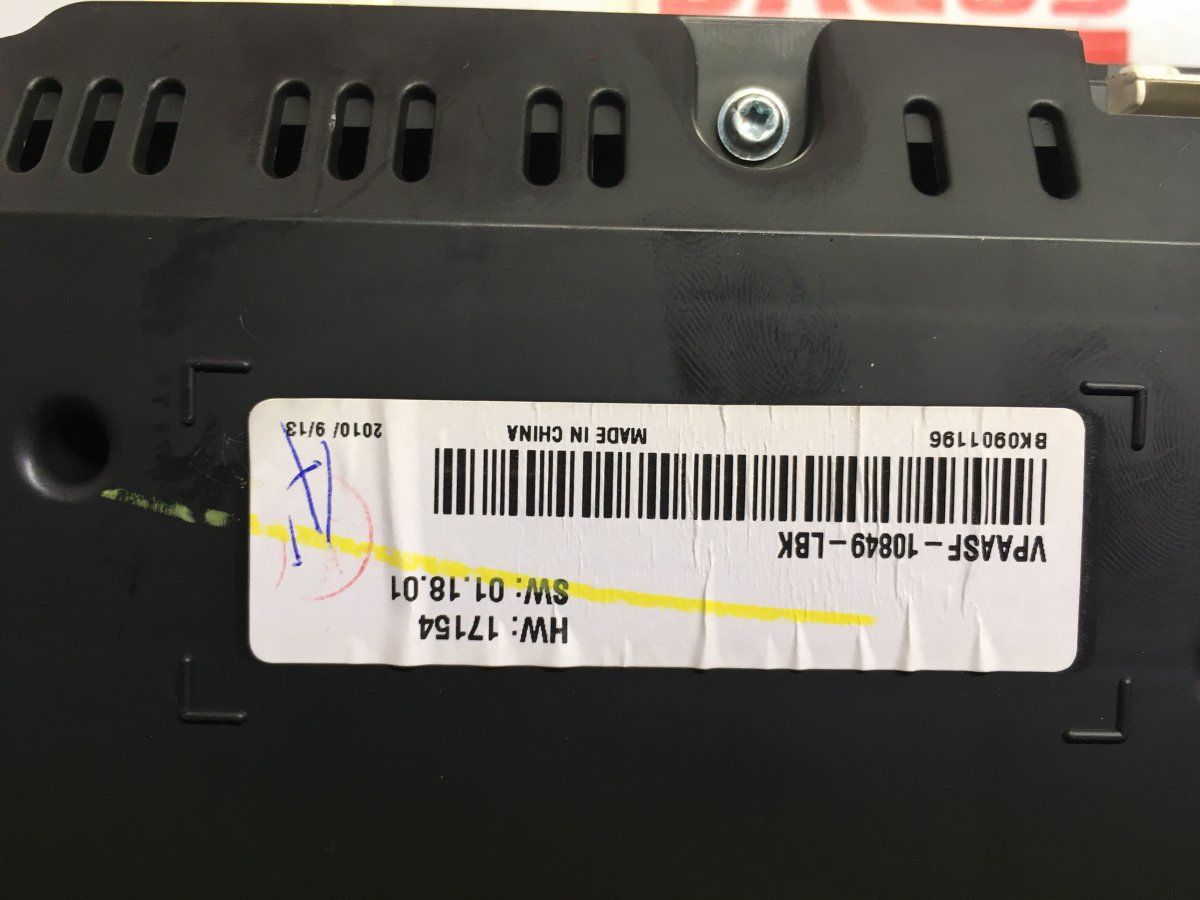 HW: 17154
SW: 01.18.01
VPAASF-10849-LBK
BK0901196 MADE IN CHINA 2010/ 9/13